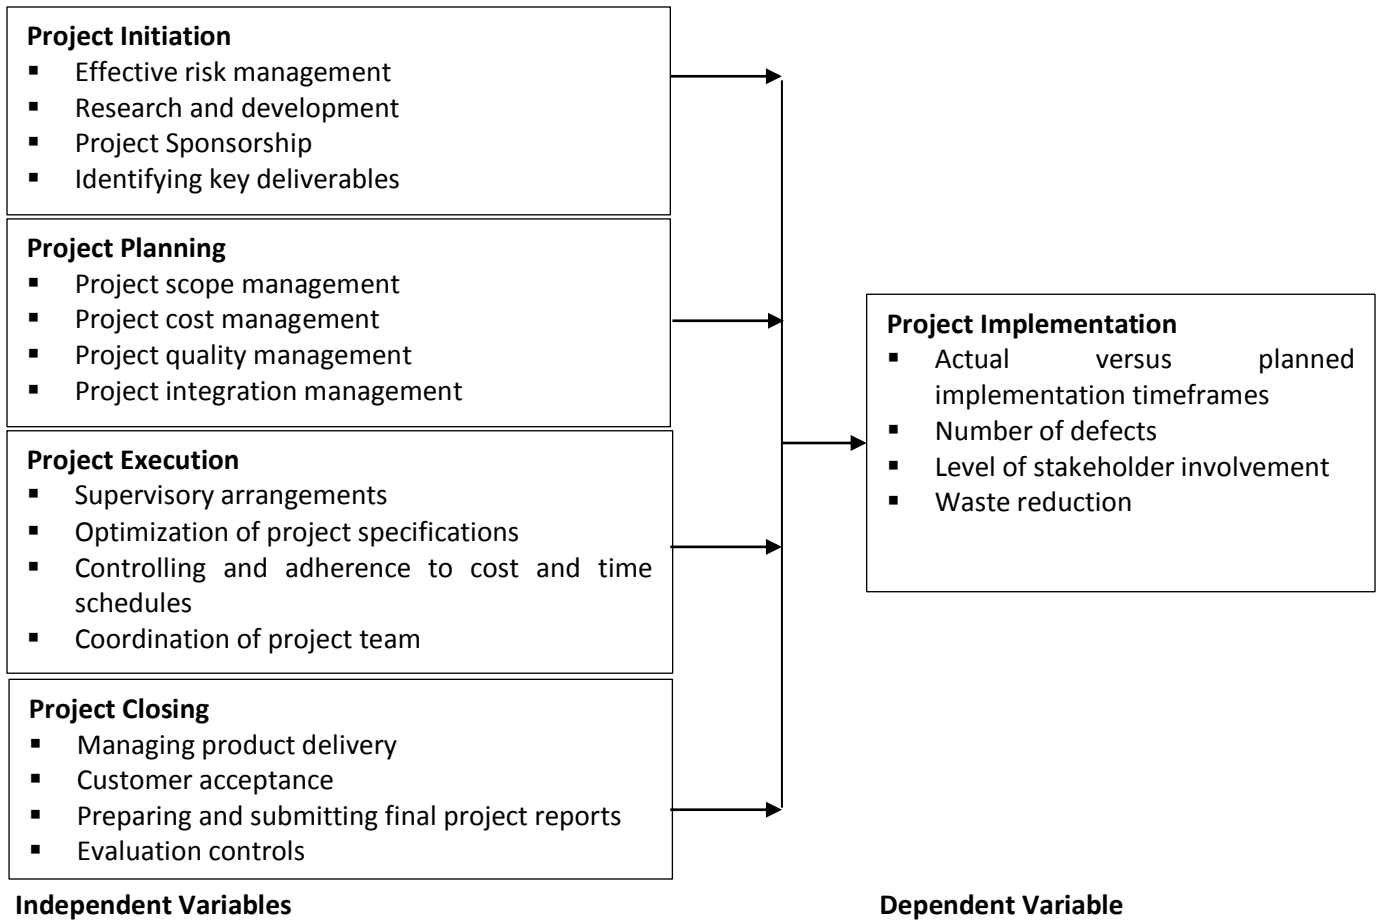 Project Initiation
▪ Effective risk management
▪ Research and development
▪ Project Sponsorship
▪ Identifying key deliverables
Project Planning
▪ Project scope management
▪ Project cost management
▪ Project quality management
▪ Project integration management
Project Execution
▪ Supervisory arrangements
▪ Optimization of project specifications
▪ Controlling and adherence to cost and time
schedules
▪ Coordination of project team
Project Closing
▪ Managing product delivery
▪ Customer acceptance
▪ Preparing and submitting final project reports
▪ Evaluation controls
Independent Variables
Project Implementation
▪ Actual versus planned
implementation timeframes
▪ Number of defects
▪ Level of stakeholder involvement
▪ Waste reduction
Dependent Variable